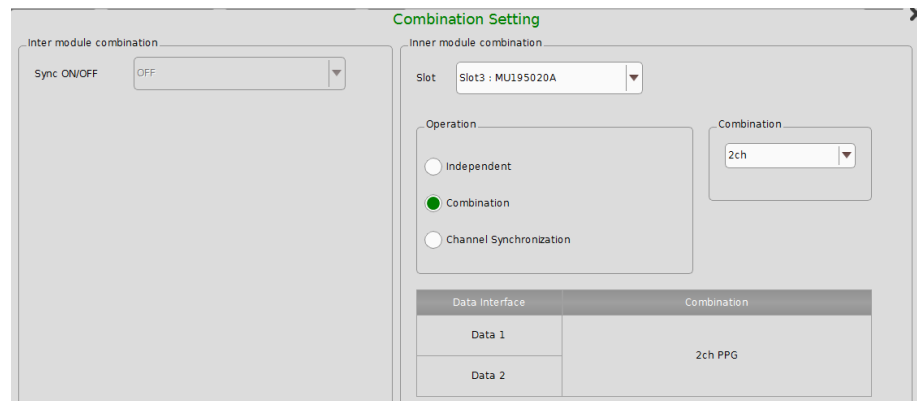 Combination Setting
Inter module combination
Sync ON/OFF
OFF
Inner module combination
Slot
Slot3 : MU195020A
Operation
Independent
Combination
Channel Synchronization
Combination
2ch
Data Interface
Combination
Data 1
2ch PPG
Data 2